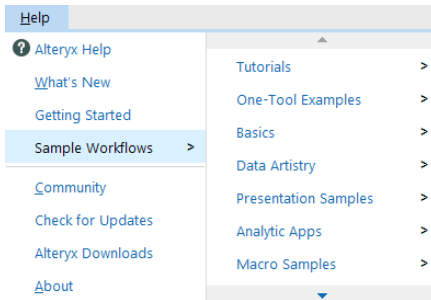 Help
Alteryx Help
What's New
Getting Started
Sample Workflows >
Community
Check for Updates
Alteryx Downloads
About
Tutorials >
One-Tool Examples >
Basics >
Data Artistry >
Presentation Samples >
Analytic Apps >
Macro Samples >